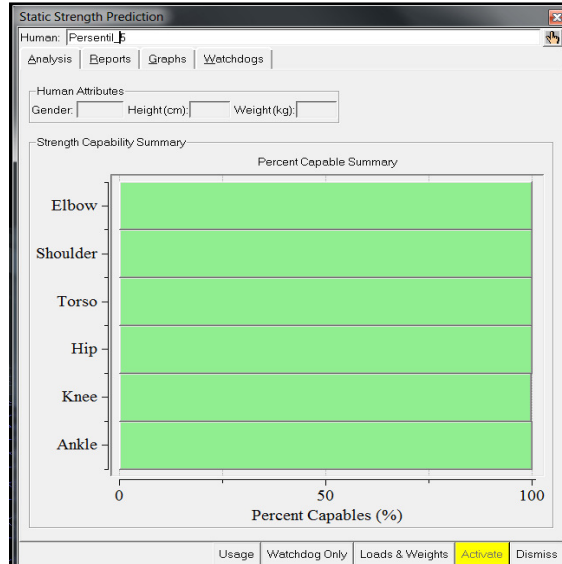 Static Strength Prediction
Human: Persentil_5
Analysis Reports Graphs Watchdogs
Human Attributes
Gender: Height(cm): Weight(kg):
Strength Capability Summary
Percent Capable Summary
Elbow
Shoulder
Torso
Hip
Knee
Ankle
0 50 100
Percent Capables (%)
Usage Watchdog Only Loads & Weights Activate Dismiss